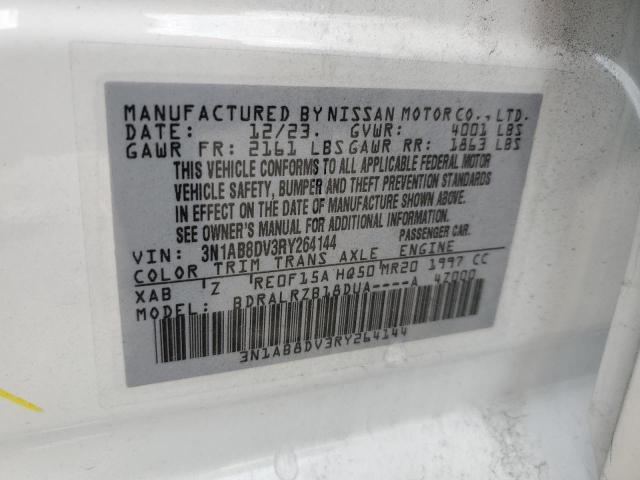 MANUFACTURED BY NISSAN MOTOR CO., LTD.
DATE: 12/23. GVWR: 4001 LBS
GAWR FR: 2161 LBS GAWR RR: 1863 LBS
THIS VEHICLE CONFORMS TO ALL APPLICABLE FEDERAL MOTOR
VEHICLE SAFETY, BUMPER AND THEFT PREVENTION STANDARDS
IN EFFECT ON THE DATE OF MANUFACTURE SHOWN ABOVE.
SEE OWNER'S MANUAL FOR ADDITIONAL INFORMATION.
VIN: 3N1AB8DV3RY264144 PASSENGER CAR.
COLOR TRIM TRANS AXLE ENGINE
XAB Z RE0F15A HQ50 MR20 1997 CC
MODEL: BDRALRZB18DUA----A 4Z000
3N1AB8DV3RY264144